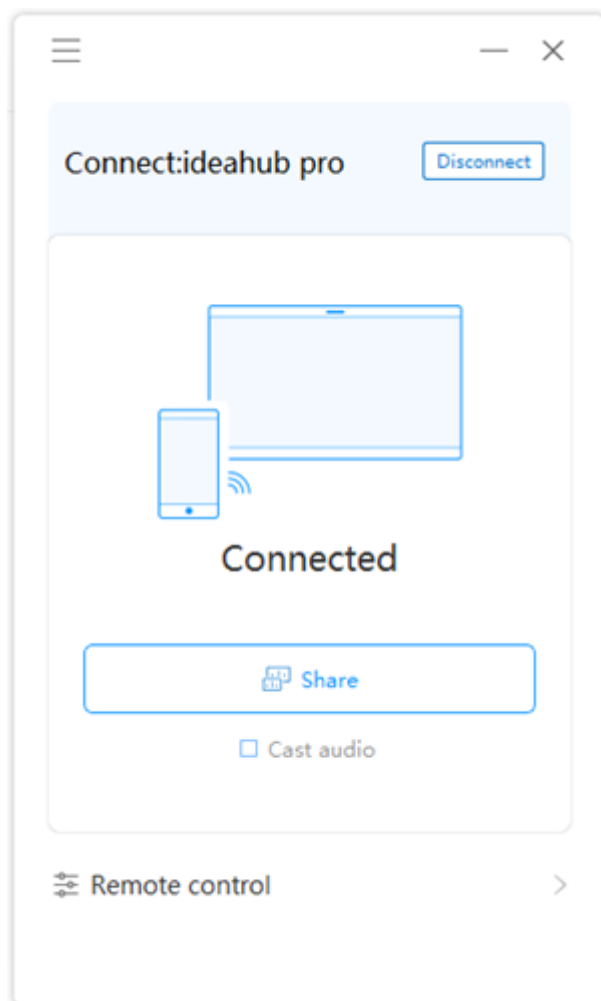 Connect:ideahub pro
Disconnect
Connected
Share
Cast audio
Remote control